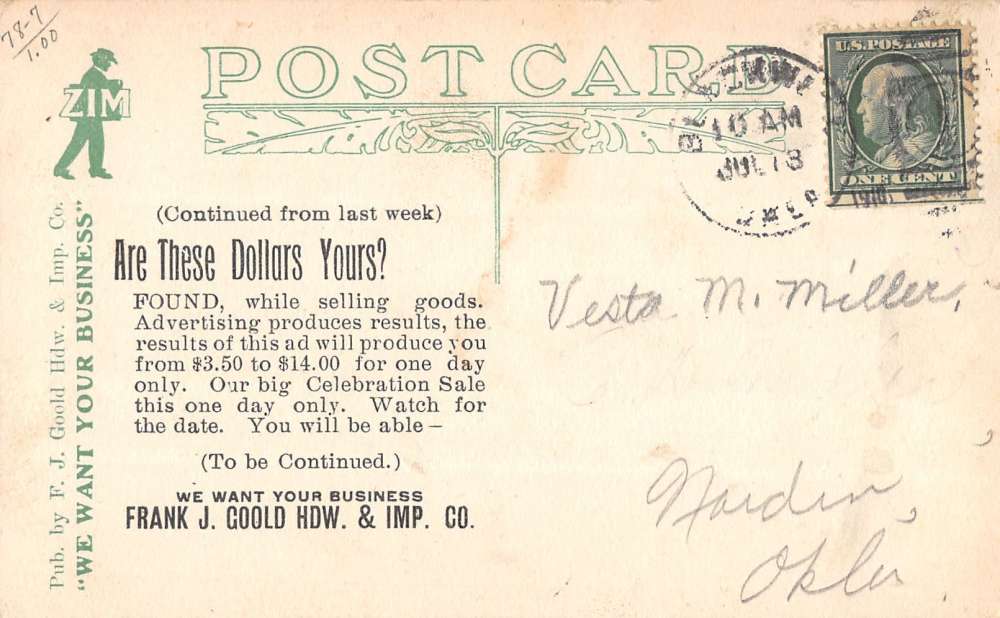 78-7
1.00
ZIM
POST CARD
U.S. POSTAGE
ONE CENT
10 AM
JUL 13
1910
Pub. by F. J. Goold Hdw. & Imp. Co.
"WE WANT YOUR BUSINESS"
(Continued from last week)
Are These Dollars Yours?
FOUND, while selling goods.
Advertising produces results, the
results of this ad will produce you
from $3.50 to $14.00 for one day
only. Our big Celebration Sale
this one day only. Watch for
the date. You will be able –
(To be Continued.)
WE WANT YOUR BUSINESS
FRANK J. GOOLD HDW. & IMP. CO.
Vesta M. Miller,
Nardin,
Okla